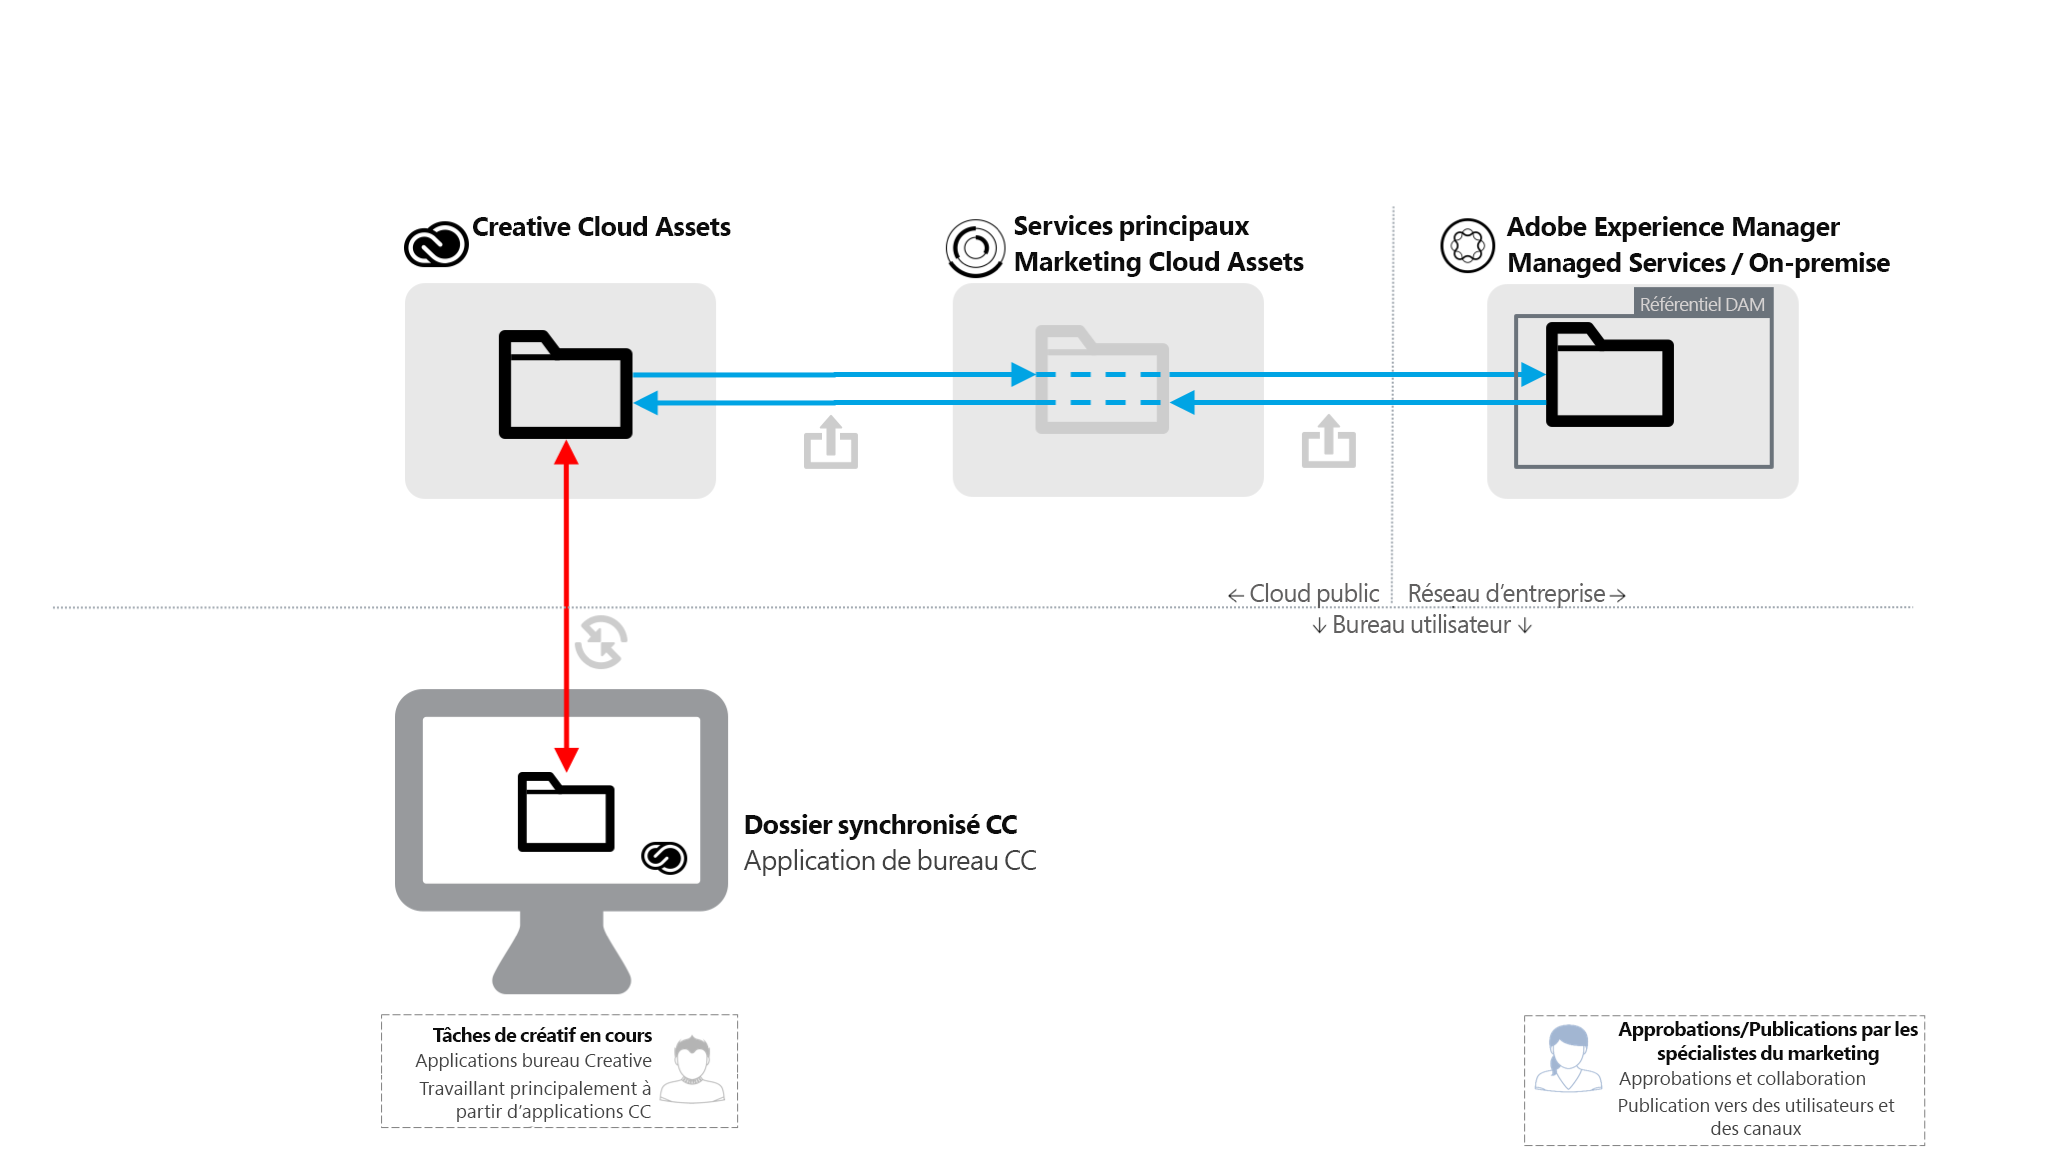 Creative Cloud Assets
Services principaux
Marketing Cloud Assets
Adobe Experience Manager
Managed Services / On-premise
Référentiel DAM
← Cloud public
Réseau d’entreprise →
↓ Bureau utilisateur ↓
Dossier synchronisé CC
Application de bureau CC
Tâches de créatif en cours
Applications bureau Creative
Travaillant principalement à
partir d’applications CC
Approbations/Publications par les
spécialistes du marketing
Approbations et collaboration
Publication vers des utilisateurs et
des canaux